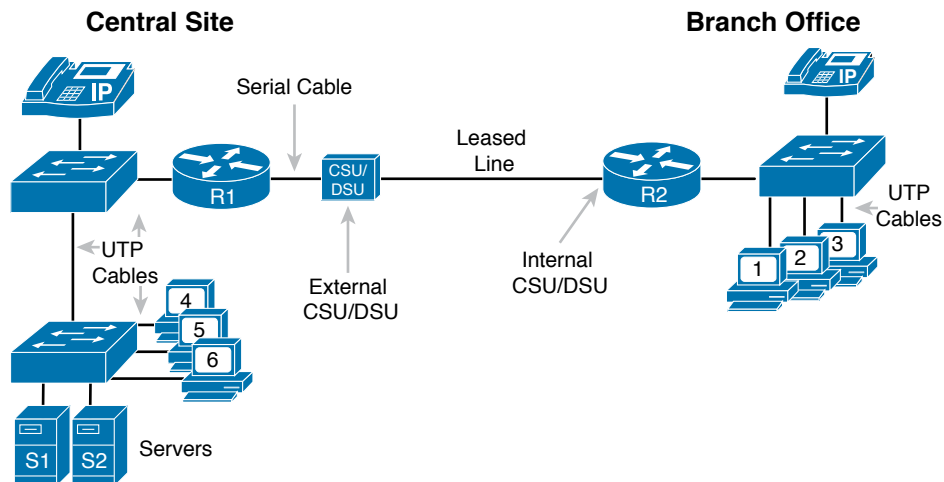 Central Site
Branch Office
IP
IP
Serial Cable
Leased
Line
CSU/
DSU
R1
R2
UTP
Cables
UTP
Cables
External
CSU/DSU
Internal
CSU/DSU
1
2
3
4
5
6
S1
S2
Servers